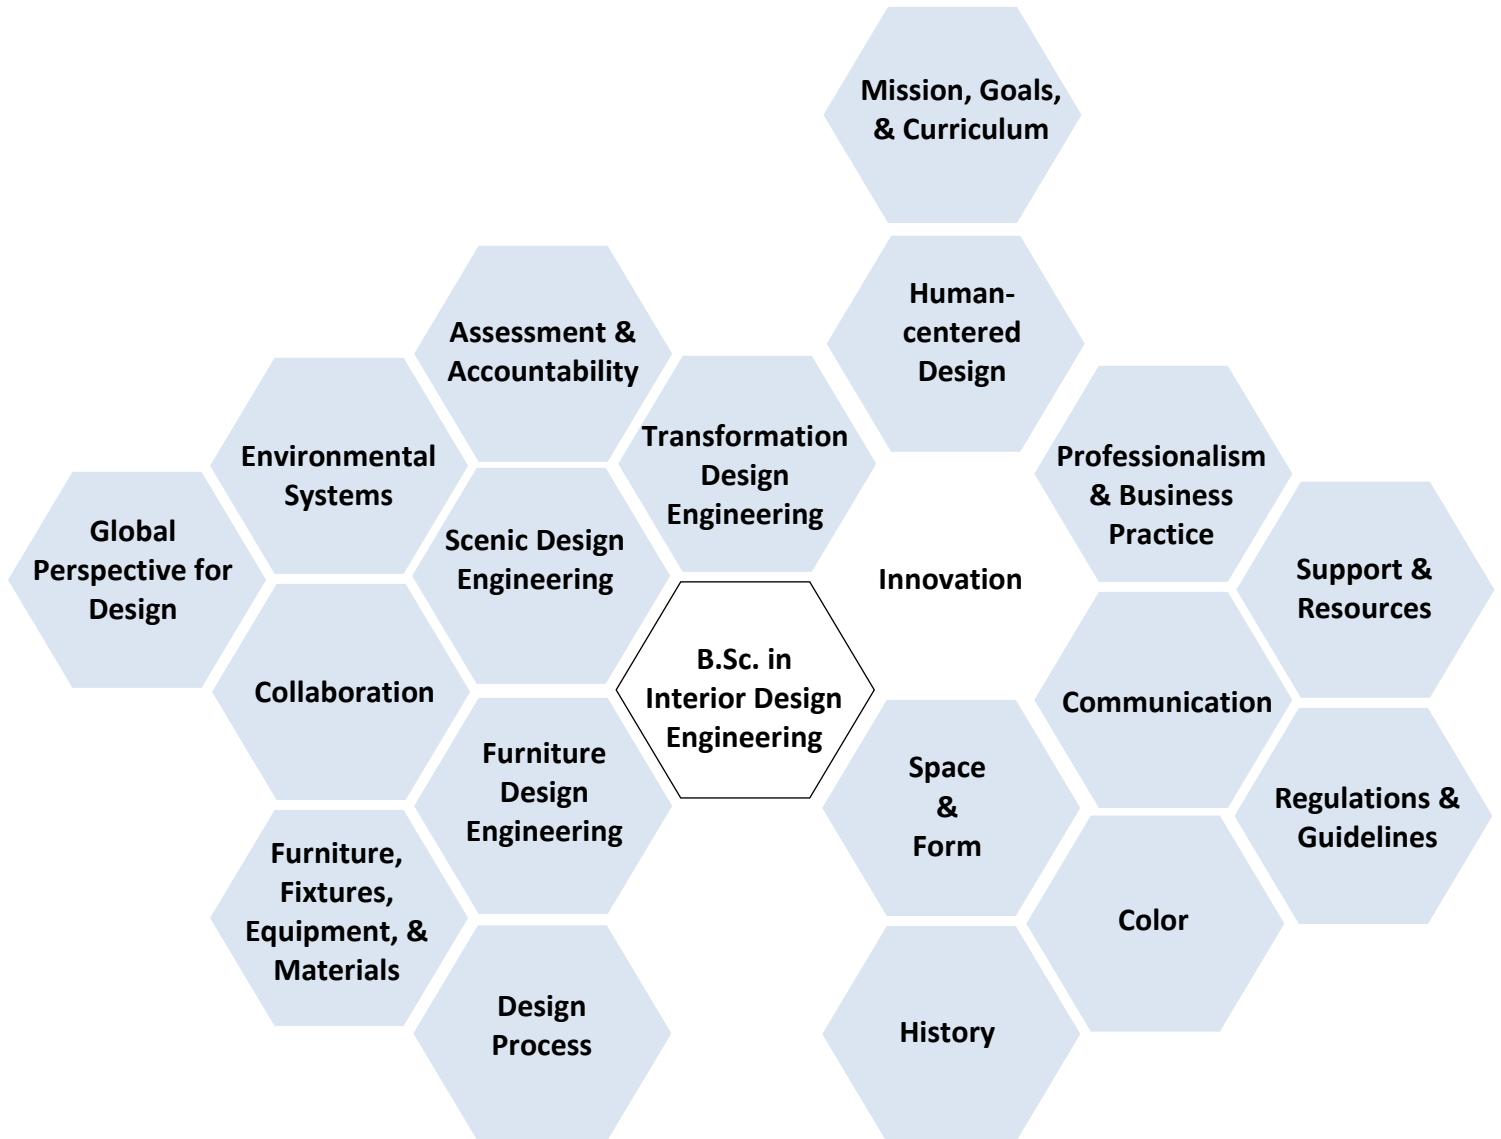 Mission, Goals,
& Curriculum
Human-
centered
Design
Assessment &
Accountability
Transformation
Design
Engineering
Environmental
Systems
Professionalism
& Business
Practice
Global
Perspective for
Design
Scenic Design
Engineering
Innovation
Support &
Resources
Collaboration
B.Sc. in
Interior Design
Engineering
Communication
Furniture
Design
Engineering
Space
&
Form
Regulations &
Guidelines
Furniture,
Fixtures,
Equipment, &
Materials
Color
Design
Process
History